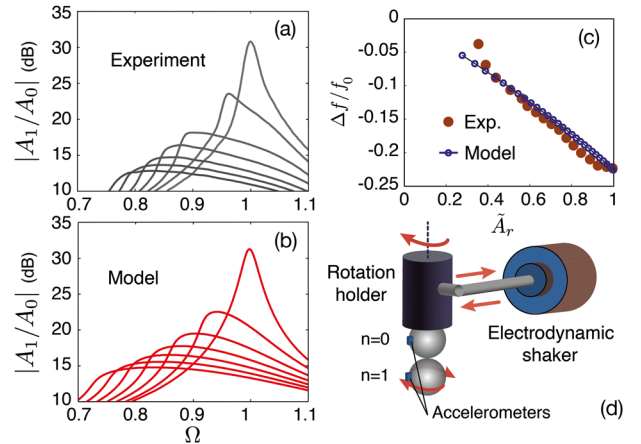 (a)
Experiment
|A₁/A₀| (dB)
35
30
25
20
15
10
0.7
0.8
0.9
1
1.1
(b)
Model
|A₁/A₀| (dB)
35
30
25
20
15
10
0.7
0.8
0.9
1
1.1
Ω
(c)
Δf/f₀
0
-0.05
-0.1
-0.15
-0.2
-0.25
Exp.
Model
0
0.2
0.4
0.6
0.8
1
Ãᵣ
Rotation
holder
Electrodynamic
shaker
n=0
n=1
Accelerometers
(d)